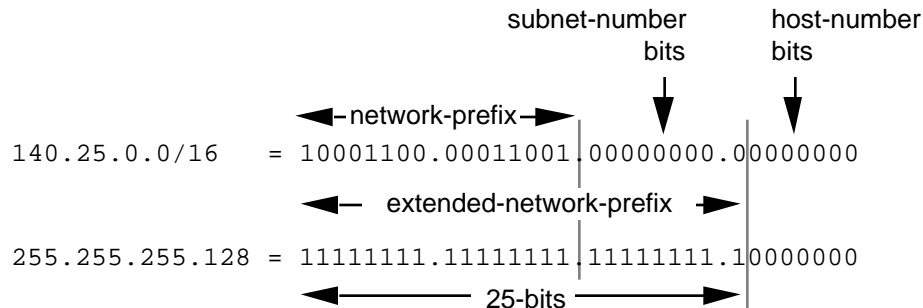 subnet-number bits
host-number bits
network-prefix
140.25.0.0/16 = 10001100.00011001.00000000.00000000
extended-network-prefix
255.255.255.128 = 11111111.11111111.11111111.10000000
25-bits